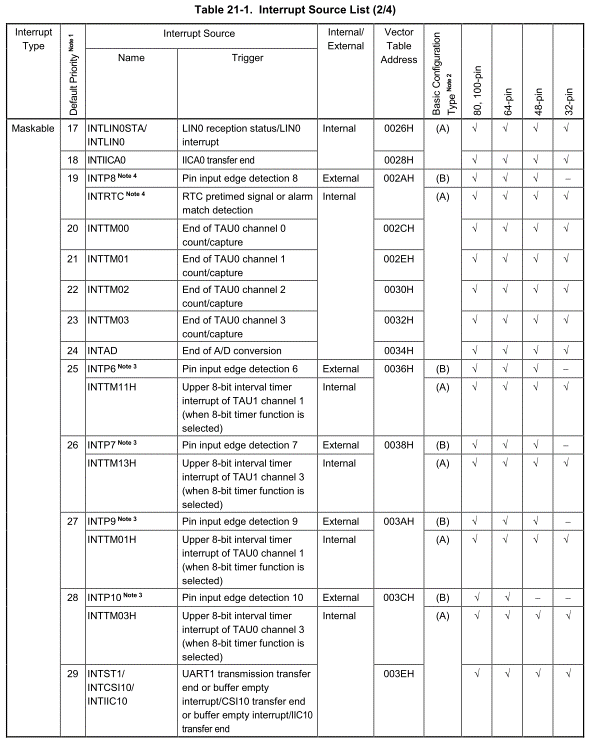 Table 21-1. Interrupt Source List (2/4)
Interrupt Type | Default Priority Note 1 | Interrupt Source | Internal/ External | Vector Table Address | Basic Configuration Type Note 2 | 80, 100-pin | 64-pin | 48-pin | 32-pin
Name | Trigger
Maskable | 17 | INTLIN0STA/ INTLIN0 | LIN0 reception status/LIN0 interrupt | Internal | 0026H | (A) | √ | √ | √ | √
18 | INTIICA0 | IICA0 transfer end | 0028H | √ | √ | √ | √
19 | INTP8 Note 4 | Pin input edge detection 8 | External | 002AH | (B) | √ | √ | √ | –
INTRTC Note 4 | RTC pretimed signal or alarm match detection | Internal | (A) | √ | √ | √ | √
20 | INTTM00 | End of TAU0 channel 0 count/capture | 002CH | √ | √ | √ | √
21 | INTTM01 | End of TAU0 channel 1 count/capture | 002EH | √ | √ | √ | √
22 | INTTM02 | End of TAU0 channel 2 count/capture | 0030H | √ | √ | √ | √
23 | INTTM03 | End of TAU0 channel 3 count/capture | 0032H | √ | √ | √ | √
24 | INTAD | End of A/D conversion | 0034H | √ | √ | √ | √
25 | INTP6 Note 3 | Pin input edge detection 6 | External | 0036H | (B) | √ | √ | √ | –
INTTM11H | Upper 8-bit interval timer interrupt of TAU1 channel 1 (when 8-bit timer function is selected) | Internal | (A) | √ | √ | √ | √
26 | INTP7 Note 3 | Pin input edge detection 7 | External | 0038H | (B) | √ | √ | √ | –
INTTM13H | Upper 8-bit interval timer interrupt of TAU1 channel 3 (when 8-bit timer function is selected) | Internal | (A) | √ | √ | √ | √
27 | INTP9 Note 3 | Pin input edge detection 9 | External | 003AH | (B) | √ | √ | √ | –
INTTM01H | Upper 8-bit interval timer interrupt of TAU0 channel 1 (when 8-bit timer function is selected) | Internal | (A) | √ | √ | √ | √
28 | INTP10 Note 3 | Pin input edge detection 10 | External | 003CH | (B) | √ | √ | – | –
INTTM03H | Upper 8-bit interval timer interrupt of TAU0 channel 3 (when 8-bit timer function is selected) | Internal | (A) | √ | √ | √ | √
29 | INTST1/ INTCSI10/ INTIIC10 | UART1 transmission transfer end or buffer empty interrupt/CSI10 transfer end or buffer empty interrupt/IIC10 transfer end | 003EH | √ | √ | √ | √